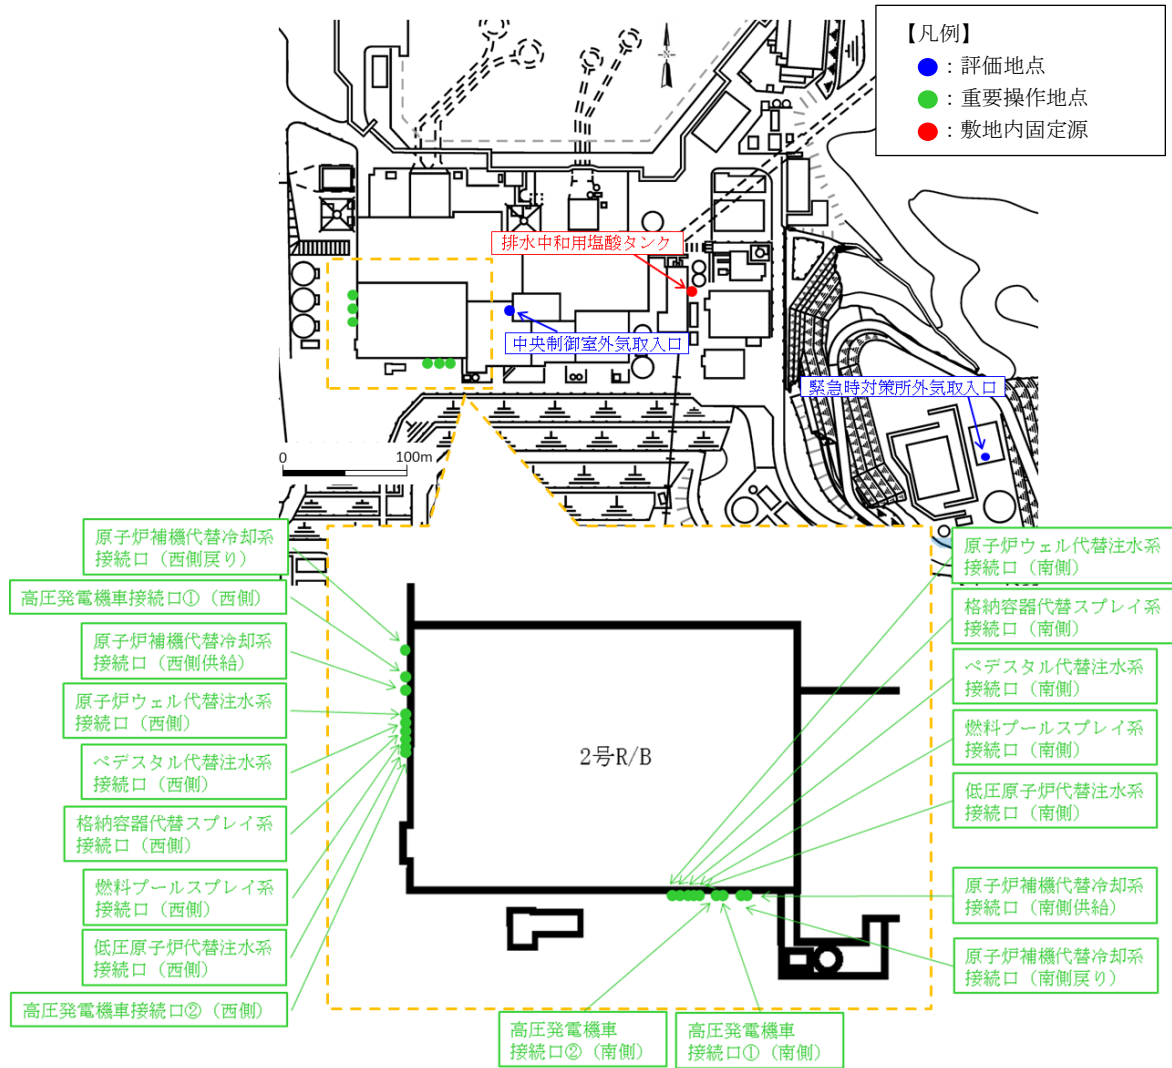 【凡例】
●：評価地点
●：重要操作地点
●：敷地内固定源
排水中和用塩酸タンク
中央制御室外気取入口
緊急時対策所外気取入口
0
100m
原子炉補機代替冷却系
接続口（西側戻り）
高圧発電機車接続口①（西側）
原子炉補機代替冷却系
接続口（西側供給）
原子炉ウェル代替注水系
接続口（西側）
ペデスタル代替注水系
接続口（西側）
格納容器代替スプレイ系
接続口（西側）
燃料プールスプレイ系
接続口（西側）
低圧原子炉代替注水系
接続口（西側）
高圧発電機車接続口②（西側）
2号R/B
原子炉ウェル代替注水系
接続口（南側）
格納容器代替スプレイ系
接続口（南側）
ペデスタル代替注水系
接続口（南側）
燃料プールスプレイ系
接続口（南側）
低圧原子炉代替注水系
接続口（南側）
原子炉補機代替冷却系
接続口（南側供給）
原子炉補機代替冷却系
接続口（南側戻り）
高圧発電機車
接続口②（南側）
高圧発電機車
接続口①（南側）